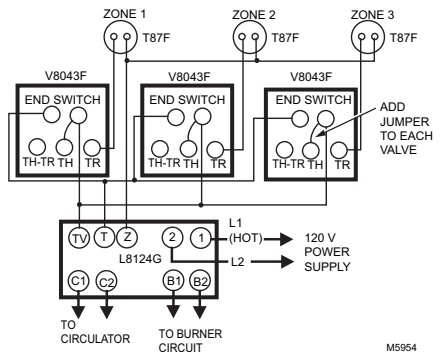 ZONE 1
ZONE 2
ZONE 3
T87F
T87F
T87F
V8043F
V8043F
V8043F
END SWITCH
END SWITCH
END SWITCH
ADD
JUMPER
TO EACH
VALVE
TH-TR TH TR
TH-TR TH TR
TH-TR TH TR
TV T Z 2 1
L8124G
L1
(HOT)
L2
120 V
POWER
SUPPLY
C1 C2 B1 B2
TO
CIRCULATOR
TO BURNER
CIRCUIT
M5954